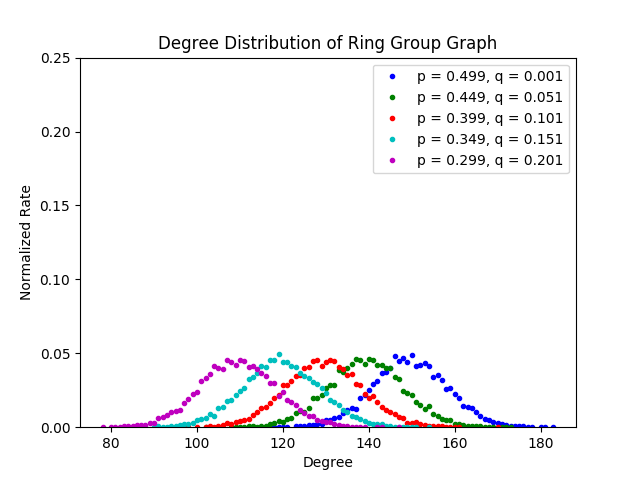 Degree Distribution of Ring Group Graph
Normalized Rate
0.25
0.20
0.15
0.10
0.05
0.00
p = 0.499, q = 0.001
p = 0.449, q = 0.051
p = 0.399, q = 0.101
p = 0.349, q = 0.151
p = 0.299, q = 0.201
80 100 120 140 160 180
Degree